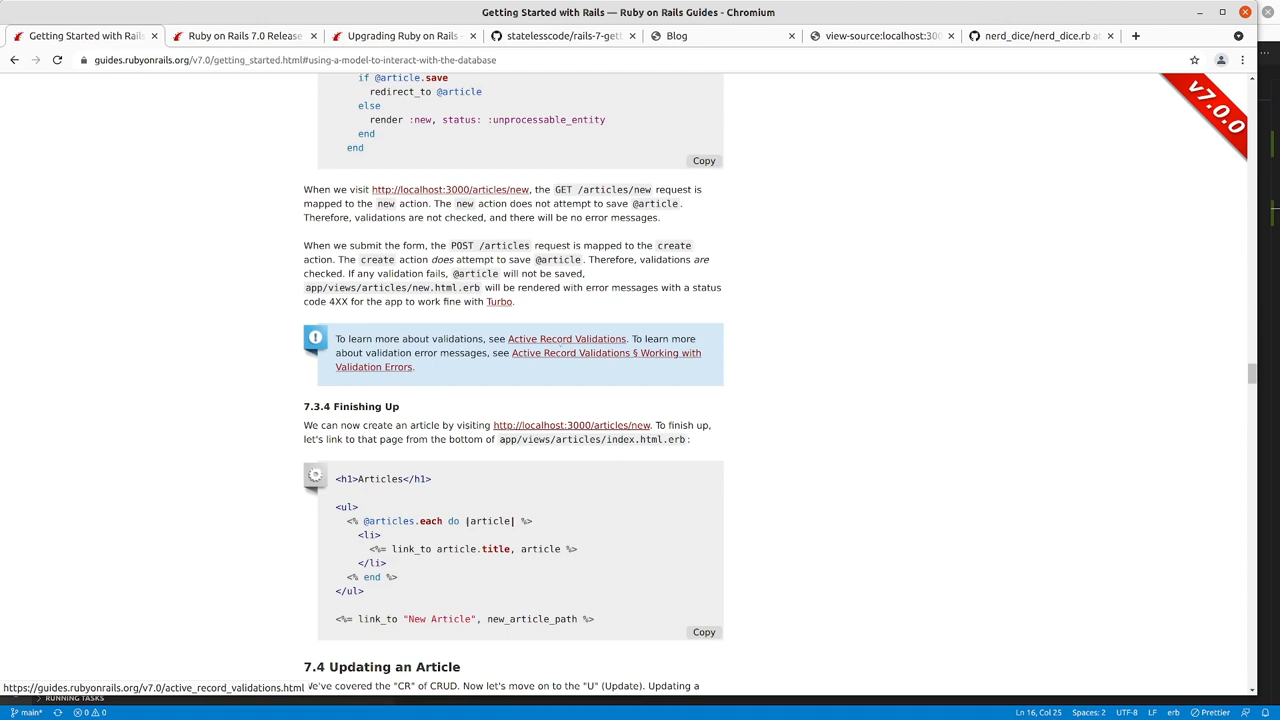 Getting Started with Rails — Ruby on Rails Guides - Chromium
Getting Started with Rails
Ruby on Rails 7.0 Release
Upgrading Ruby on Rails –
statelesscode/rails-7-gett
Blog
view-source:localhost:300
nerd_dice/nerd_dice.rb at
guides.rubyonrails.org/v7.0/getting_started.html#using-a-model-to-interact-with-the-database
v7.0.0
if @article.save
redirect_to @article
else
render :new, status: :unprocessable_entity
end
end
Copy
When we visit http://localhost:3000/articles/new, the GET /articles/new request is
mapped to the new action. The new action does not attempt to save @article.
Therefore, validations are not checked, and there will be no error messages.
When we submit the form, the POST /articles request is mapped to the create
action. The create action does attempt to save @article. Therefore, validations are
checked. If any validation fails, @article will not be saved,
app/views/articles/new.html.erb will be rendered with error messages with a status
code 4XX for the app to work fine with Turbo.
To learn more about validations, see Active Record Validations. To learn more
about validation error messages, see Active Record Validations § Working with
Validation Errors.
7.3.4 Finishing Up
We can now create an article by visiting http://localhost:3000/articles/new. To finish up,
let's link to that page from the bottom of app/views/articles/index.html.erb:
<h1>Articles</h1>
<ul>
<% @articles.each do |article| %>
<li>
<%= link_to article.title, article %>
</li>
<% end %>
</ul>
<%= link_to "New Article", new_article_path %>
Copy
7.4 Updating an Article
We've covered the "CR" of CRUD. Now let's move on to the "U" (Update). Updating a
https://guides.rubyonrails.org/v7.0/active_record_validations.html
RUNNING TASKS
main* 0 0 Ln 16, Col 25 Spaces: 2 UTF-8 LF erb Prettier